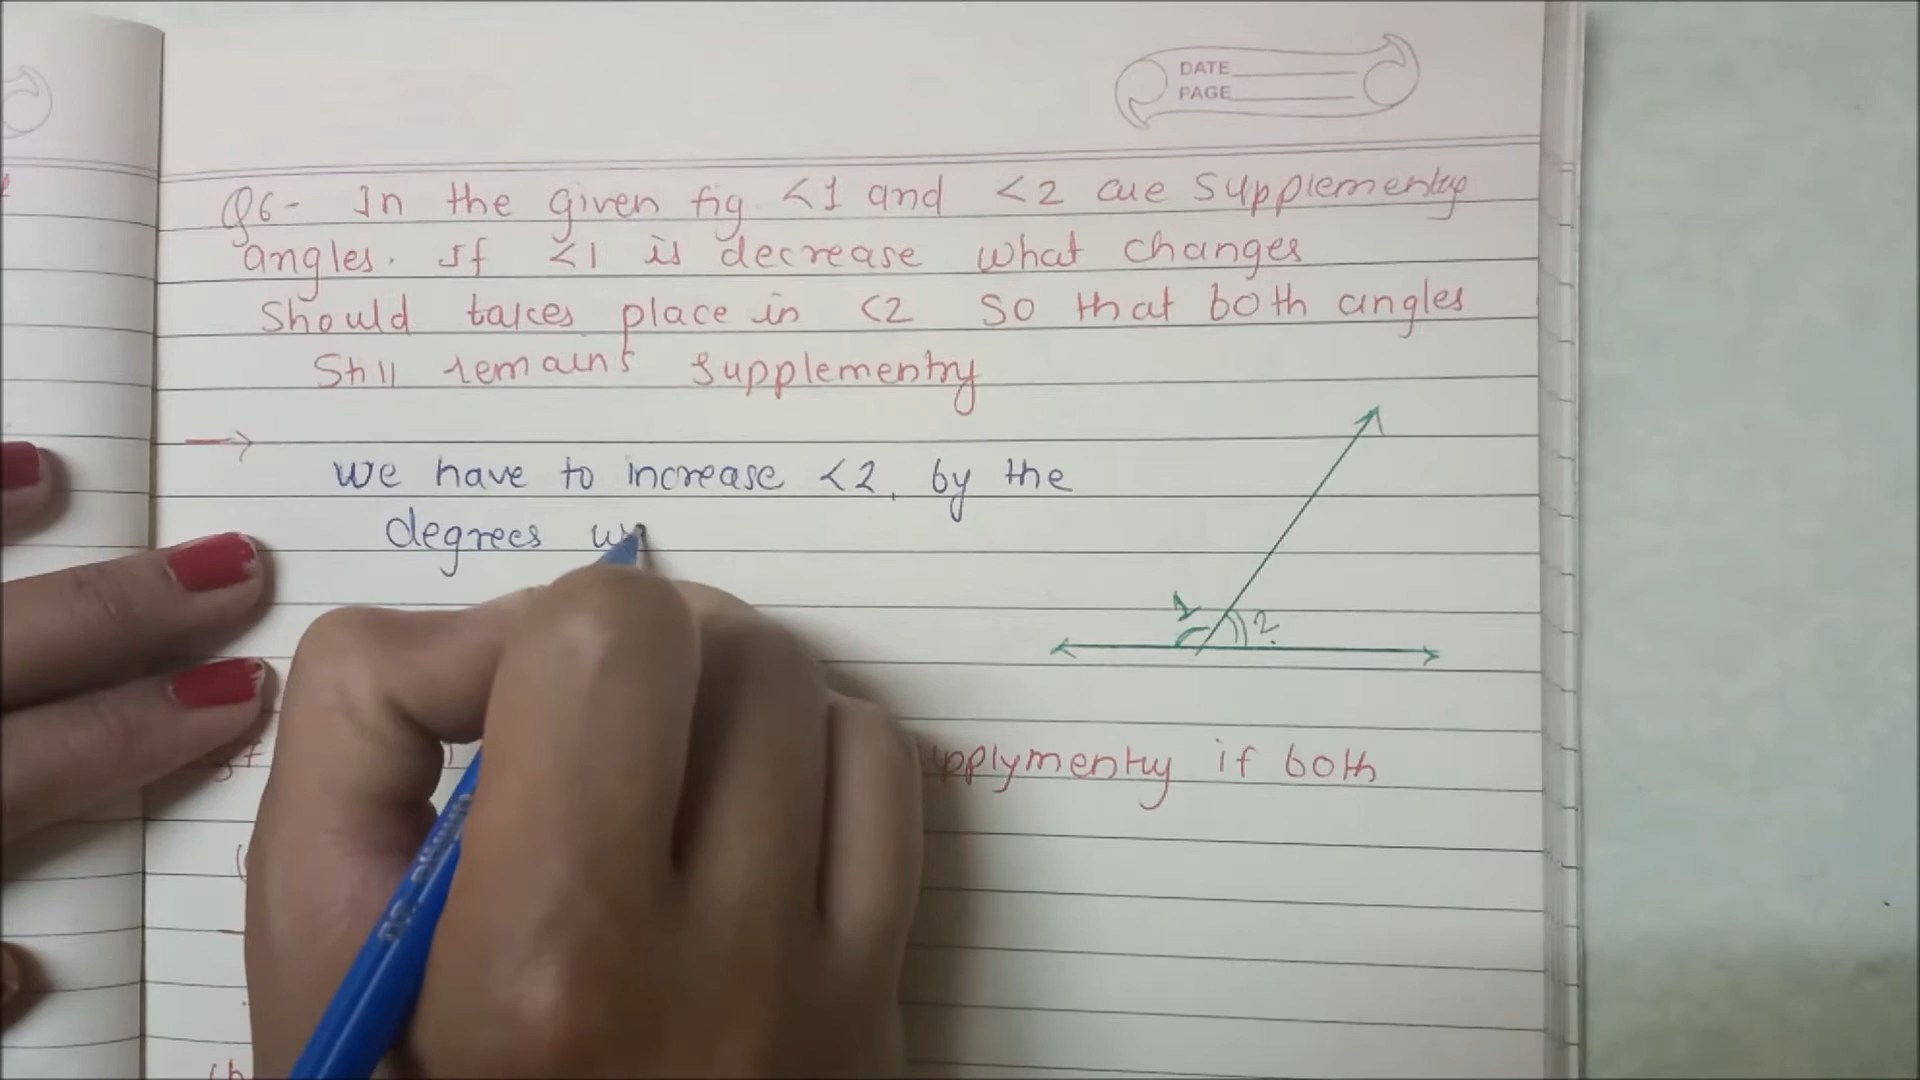 DATE
PAGE
Q6- In the given fig. <1 and <2 are supplementry
angles. If <1 is decrease what changes
should takes place in <2 so that both angles
Still remains supplementry
we have to increase <2, by the
degrees
1
2
if both